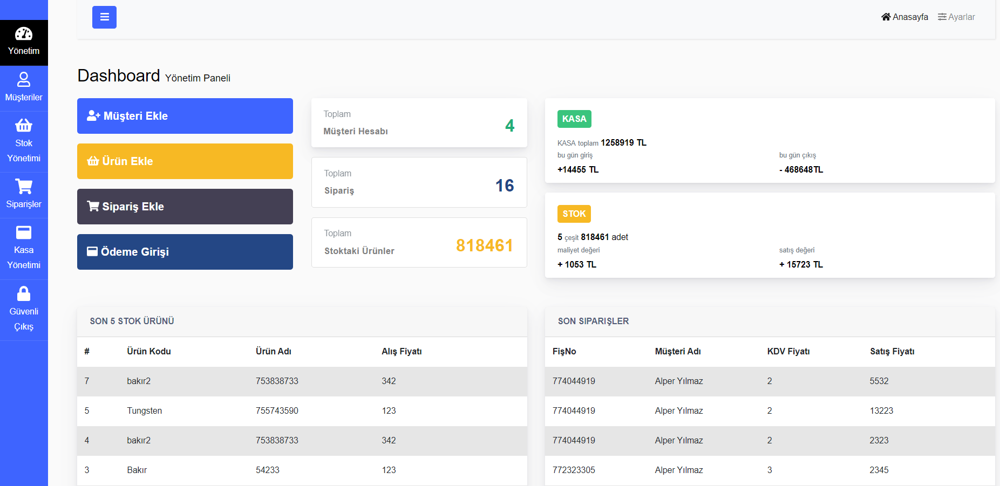 Anasayfa
Ayarlar
Yönetim
Müşteriler
Stok
Yönetimi
Siparişler
Kasa
Yönetimi
Güvenli
Çıkış
Dashboard Yönetim Paneli
Müşteri Ekle
Ürün Ekle
Sipariş Ekle
Ödeme Girişi
Toplam
Müşteri Hesabı
4
Toplam
Sipariş
16
Toplam
Stoktaki Ürünler
818461
KASA
KASA toplam 1258919 TL
bu gün giriş
+14455 TL
bu gün çıkış
- 468648TL
STOK
5 çeşit 818461 adet
maliyet değeri
+ 1053 TL
satış değeri
+ 15723 TL
SON 5 STOK ÜRÜNÜ
# Ürün Kodu Ürün Adı Alış Fiyatı
7 bakır2 753838733 342
5 Tungsten 755743590 123
4 bakır2 753838733 342
3 Bakır 54233 123
SON SIPARIŞLER
FişNo Müşteri Adı KDV Fiyatı Satış Fiyatı
774044919 Alper Yılmaz 2 5532
774044919 Alper Yılmaz 2 13223
774044919 Alper Yılmaz 2 2323
772323305 Alper Yılmaz 3 2345